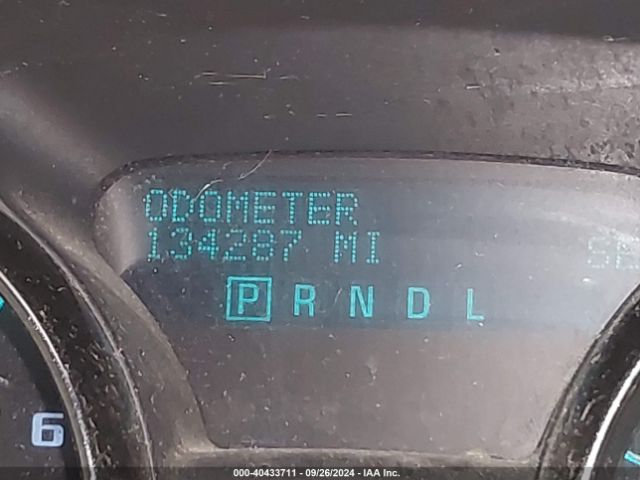 ODOMETER
134287 MI
P R N D L
6
000-40433711 - 09/26/2024 - IAA Inc.